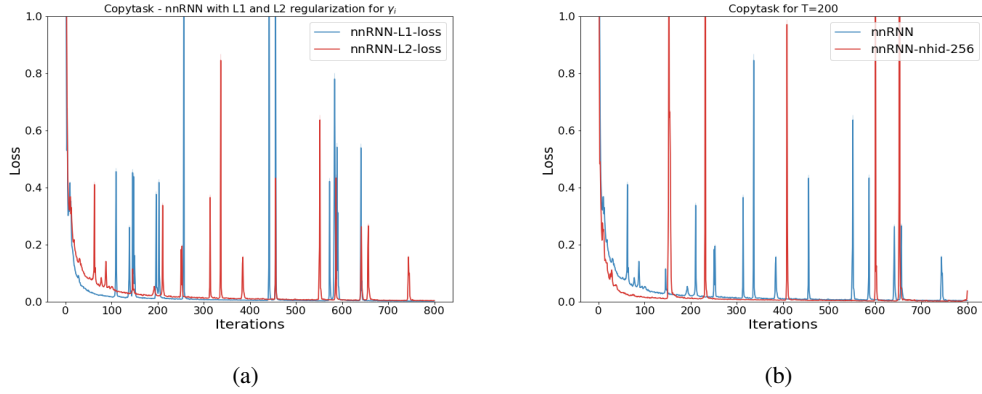 Copytask - nnRNN with L1 and L2 regularization for γi
1.0
0.8
0.6
0.4
0.2
0.0
Loss
nnRNN-L1-loss
nnRNN-L2-loss
0 100 200 300 400 500 600 700 800
Iterations
(a)
Copytask for T=200
1.0
0.8
0.6
0.4
0.2
0.0
Loss
nnRNN
nnRNN-nhid-256
0 100 200 300 400 500 600 700 800
Iterations
(b)